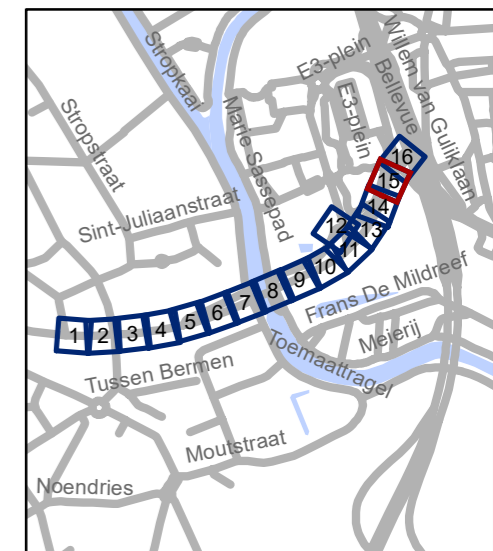 Willem van Guliklaan
Bellevue
E3-plein
Stropkaai
E3-plein
Marie Sassepad
Stropstraat
Sint-Juliaanstraat
16
15
14
13
12
11
10
9
8
7
6
5
4
3
2
1
Frans De Mildreef
Meierij
Toemaattragel
Tussen Bermen
Moutstraat
Noendries